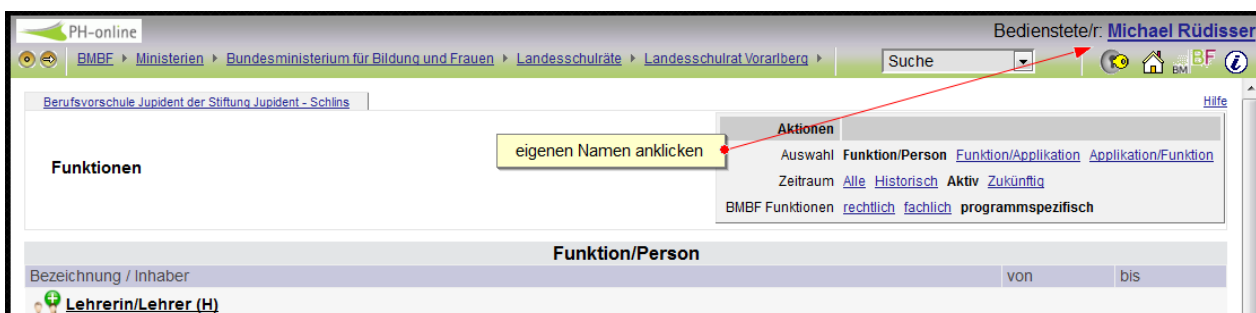 PH-online
Bedienstete/r: Michael Rüdisser
BMBF Ministerien Bundesministerium für Bildung und Frauen Landesschulräte Landesschulrat Vorarlberg Suche BM BF i
Berufsvorschule Jupident der Stiftung Jupident - Schlins
Hilfe
Funktionen
eigenen Namen anklicken
Aktionen
Auswahl Funktion/Person Funktion/Applikation Applikation/Funktion
Zeitraum Alle Historisch Aktiv Zukünftig
BMBF Funktionen rechtlich fachlich programmspezifisch
Funktion/Person
Bezeichnung / Inhaber von bis
Lehrerin/Lehrer (H)